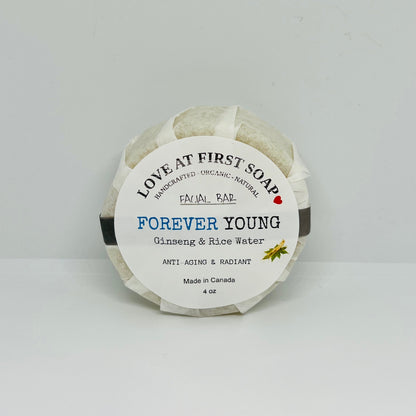 LOVE AT FIRST SOAP
HANDCRAFTED · ORGANIC · NATURAL
FACIAL BAR
FOREVER YOUNG
Ginseng & Rice Water
ANTI-AGING & RADIANT
Made in Canada
4 oz